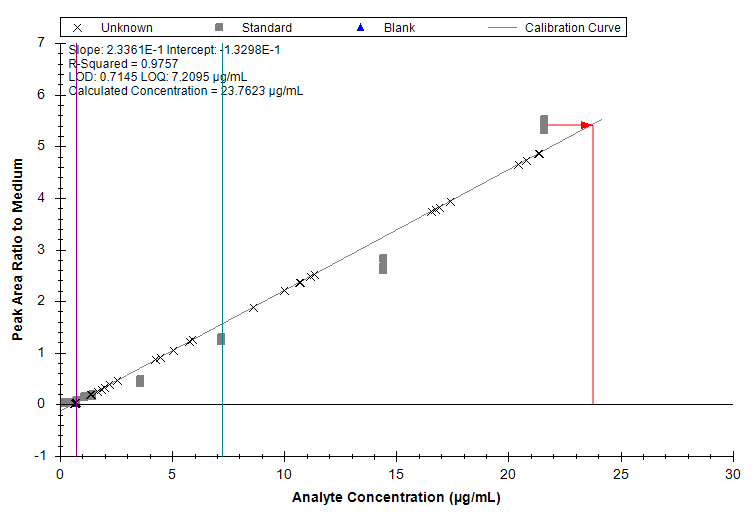 Unknown Standard Blank Calibration Curve
7
Slope: 2.3361E-1 Intercept: -1.3298E-1
R-Squared = 0.9757
LOD: 0.7145 LOQ: 7.2095 µg/mL
Calculated Concentration = 23.7623 µg/mL
6
5
4
3
2
1
0
-1
Peak Area Ratio to Medium
0 5 10 15 20 25 30
Analyte Concentration (µg/mL)